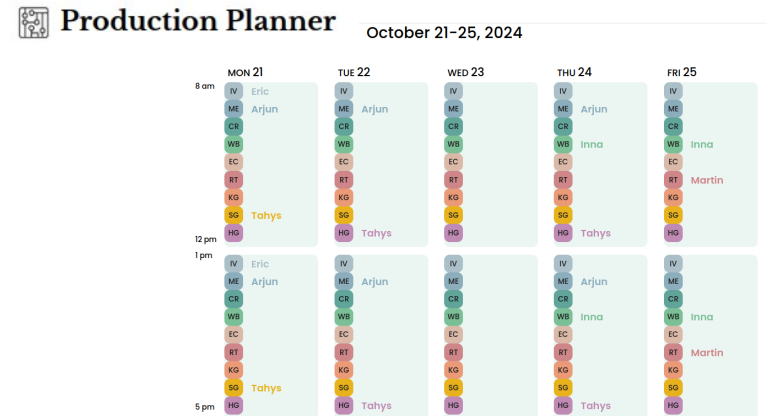 Production Planner
October 21-25, 2024
MON 21 TUE 22 WED 23 THU 24 FRI 25
8 am IV Eric IV IV IV IV
ME Arjun ME Arjun ME ME Arjun ME
CR CR CR CR CR
WB WB WB WB Inna WB Inna
EC EC EC EC EC
RT RT RT RT RT Martin
KG KG KG KG KG
SG Tahys SG SG SG SG
HG HG Tahys HG HG Tahys HG
12 pm
1 pm IV Eric IV IV IV IV
ME Arjun ME Arjun ME ME Arjun ME
CR CR CR CR CR
WB WB WB WB Inna WB Inna
EC EC EC EC EC
RT RT RT RT RT Martin
KG KG KG KG KG
SG Tahys SG SG SG SG
5 pm HG HG Tahys HG HG Tahys HG